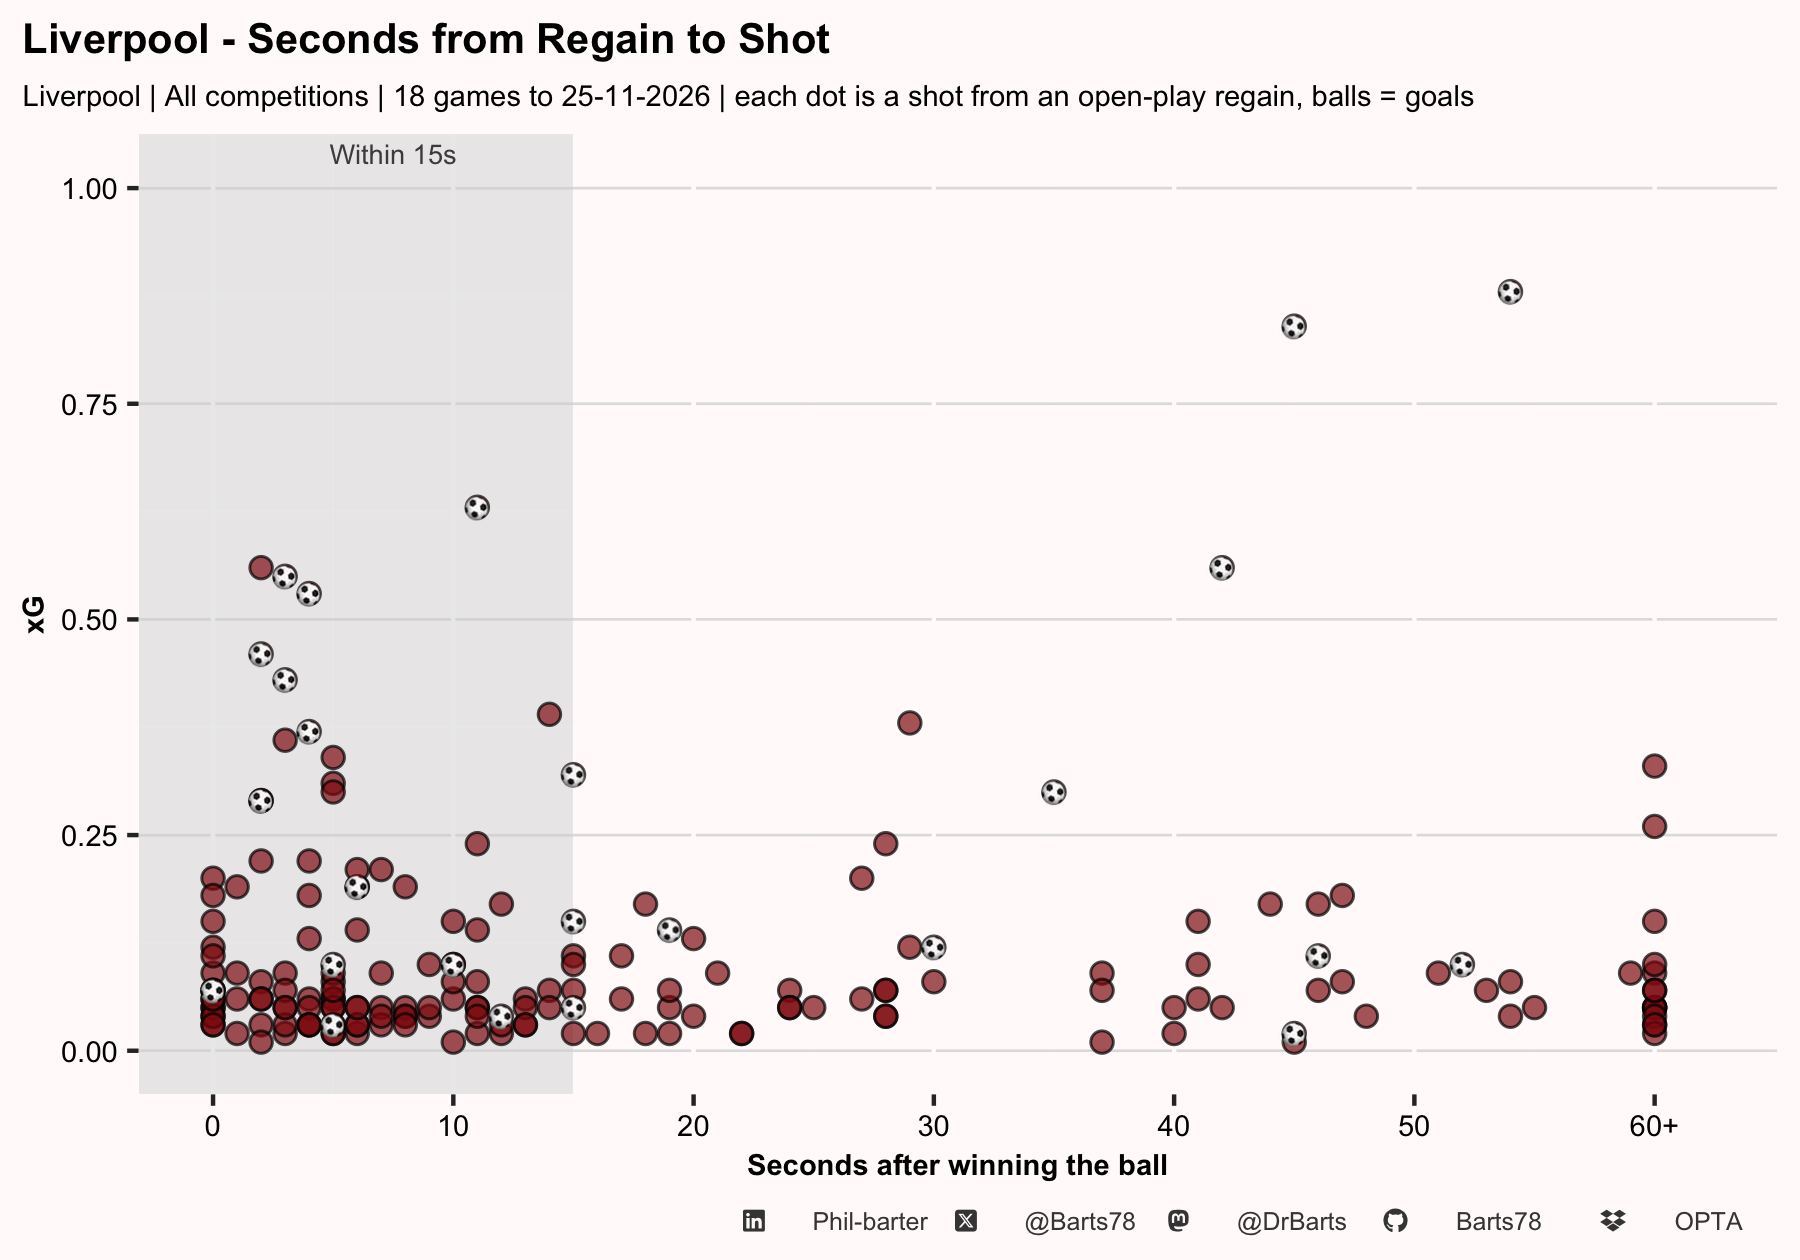 Liverpool - Seconds from Regain to Shot
Liverpool | All competitions | 18 games to 25-11-2026 | each dot is a shot from an open-play regain, balls = goals
Within 15s
1.00
0.75
0.50
0.25
0.00
xG
0 10 20 30 40 50 60+
Seconds after winning the ball
Phil-barter @Barts78 @DrBarts Barts78 OPTA